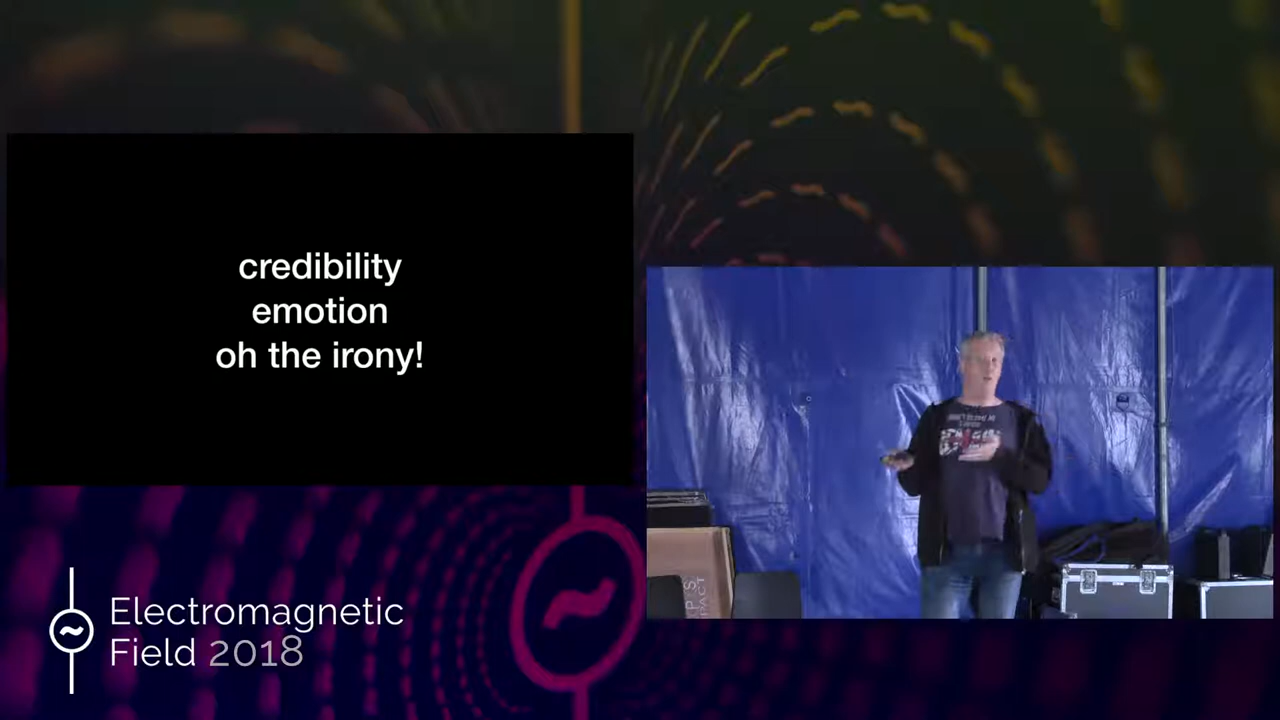 credibility
emotion
oh the irony!
Electromagnetic
Field 2018